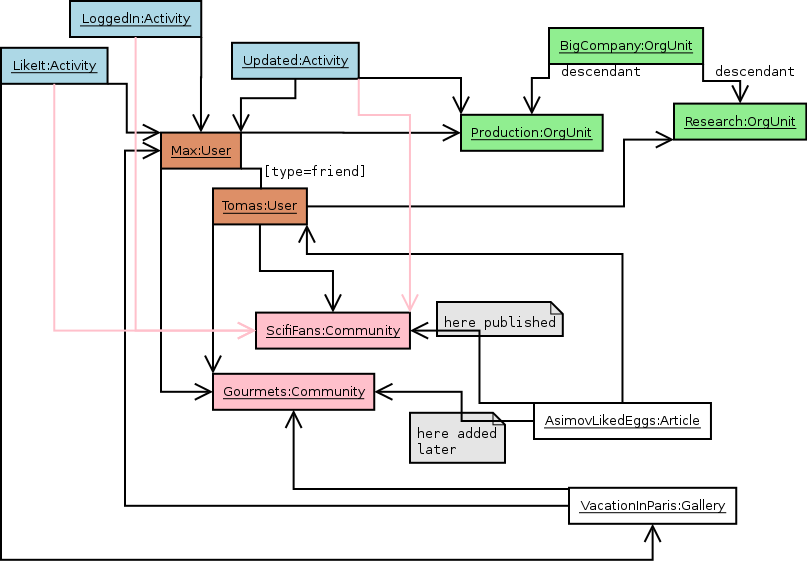 LoggedIn:Activity
BigCompany:OrgUnit
LikeIt:Activity
Updated:Activity
descendant
descendant
Research:OrgUnit
Production:OrgUnit
Max:User
[type=friend]
Tomas:User
here published
ScifiFans:Community
Gourmets:Community
AsimovLikedEggs:Article
here added
later
VacationInParis:Gallery